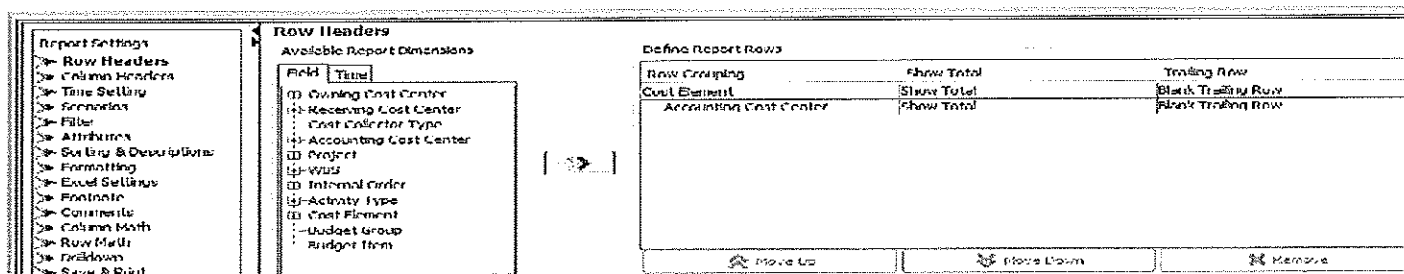 Report Settings
Row Headers
Column Headers
Time Setting
Scenarios
Filter
Attributes
Sorting & Descriptions
Formatting
Excel Settings
Footnote
Comments
Column Math
Row Math
Drilldown
Save & Print
Row Headers
Available Report Dimensions
Field Time
Owning Cost Center
Receiving Cost Center
Cost Collector Type
Accounting Cost Center
Project
WBS
Internal Order
Activity Type
Cost Element
Budget Group
Budget Item
Define Report Rows
Row Grouping Show Total Trailing Row
Cost Element Show Total Blank Trailing Row
Accounting Cost Center Show Total Blank Trailing Row
Move Up Move Down Remove